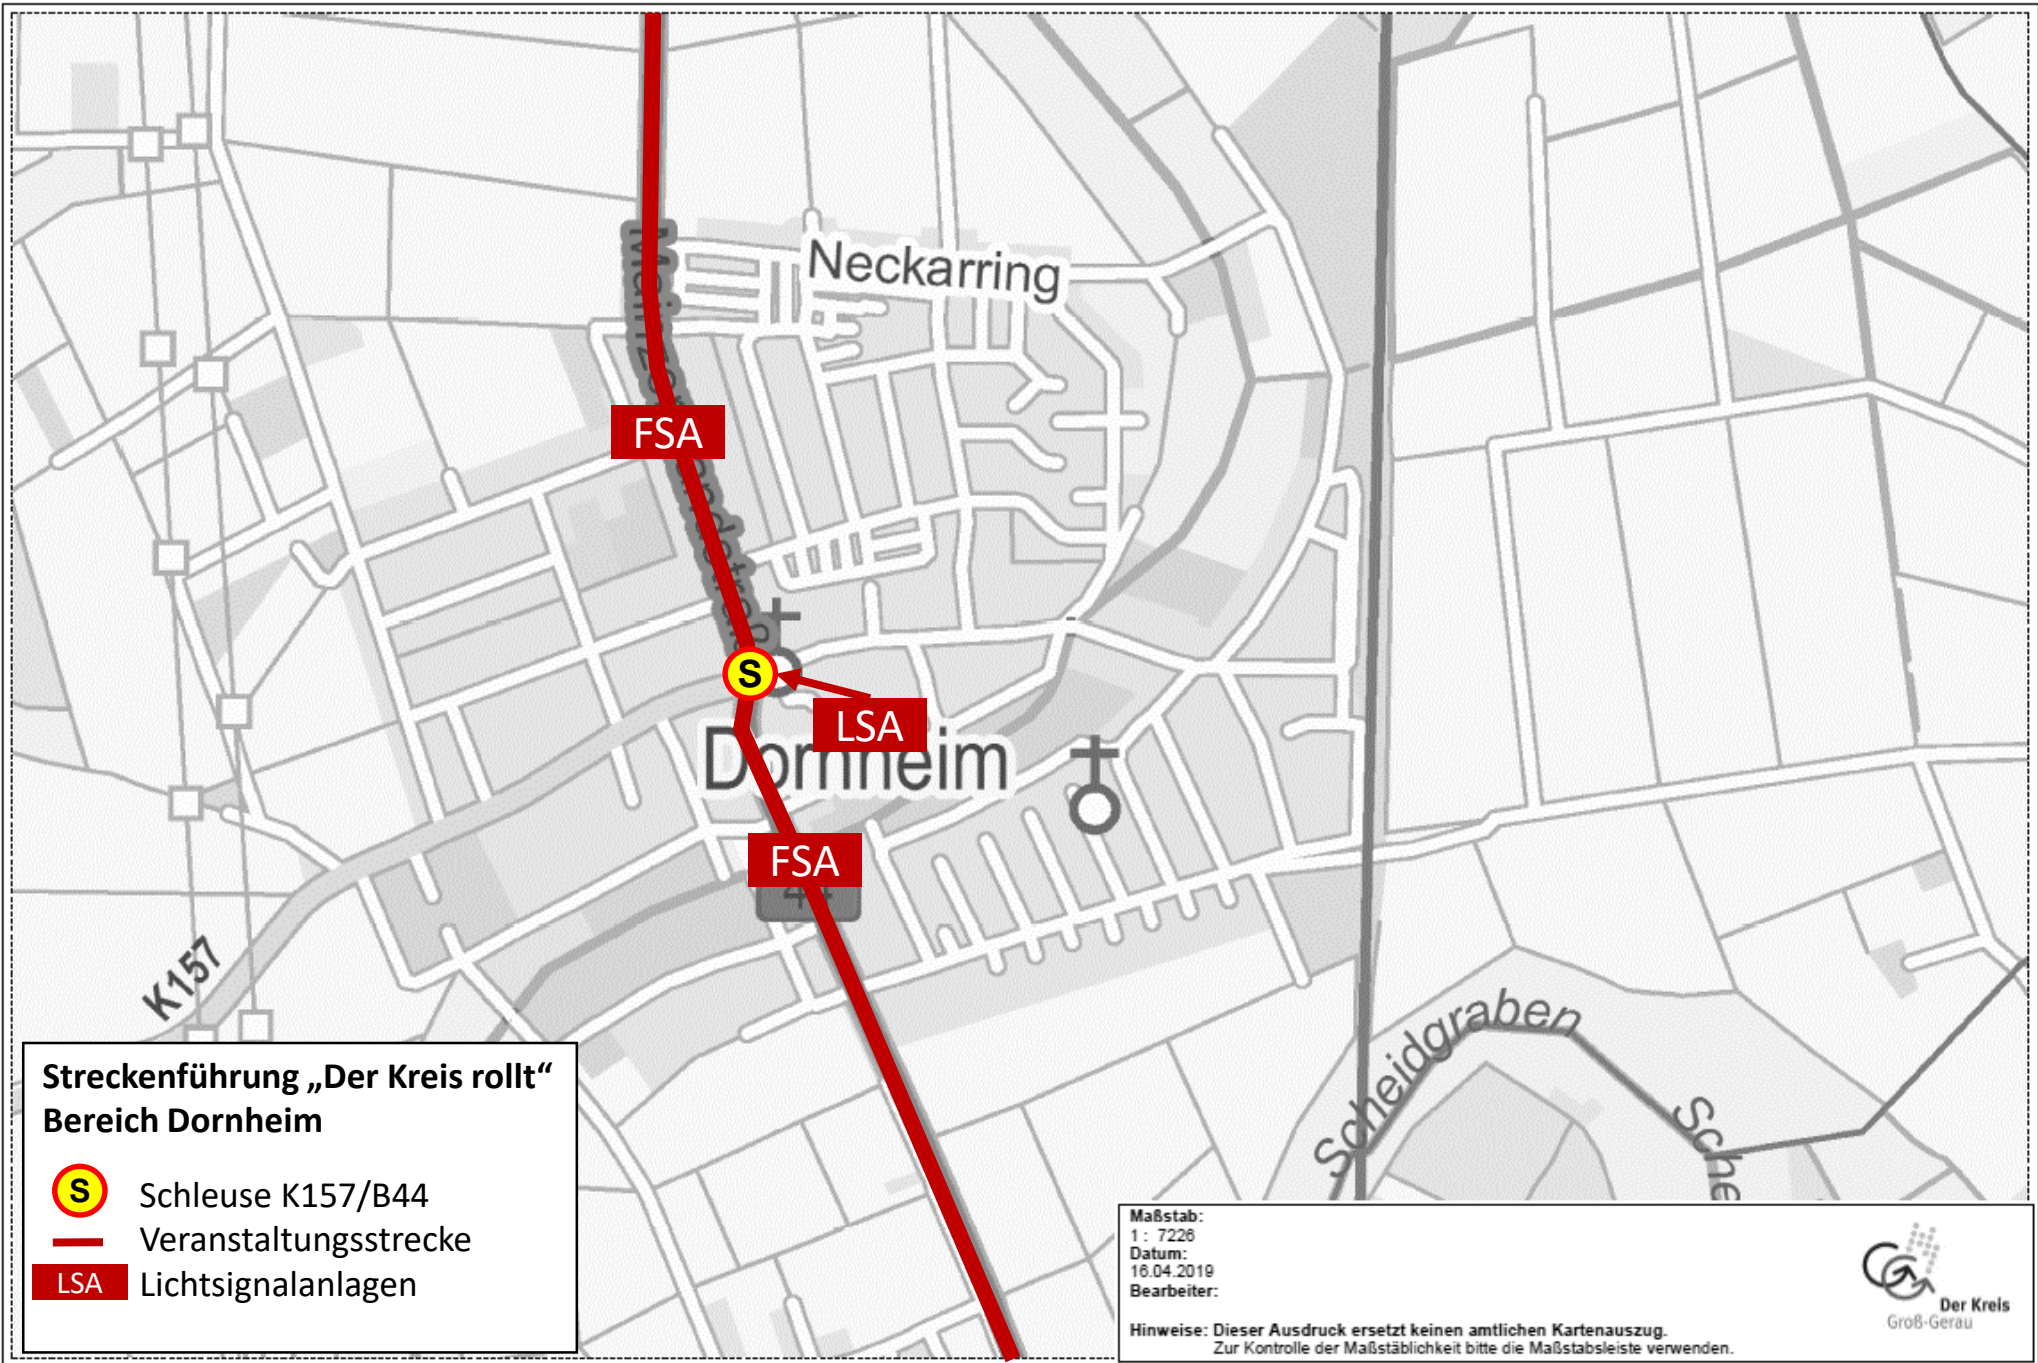 Neckarring
FSA
S
LSA
Dornheim
FSA
44
K157
Scheidgraben
Sche
Streckenführung „Der Kreis rollt“
Bereich Dornheim
S Schleuse K157/B44
Veranstaltungsstrecke
LSA Lichtsignalanlagen
Maßstab:
1 : 7226
Datum:
16.04.2019
Bearbeiter:
Hinweise: Dieser Ausdruck ersetzt keinen amtlichen Kartenauszug.
Zur Kontrolle der Maßstäblichkeit bitte die Maßstabsleiste verwenden.
Der Kreis
Groß-Gerau